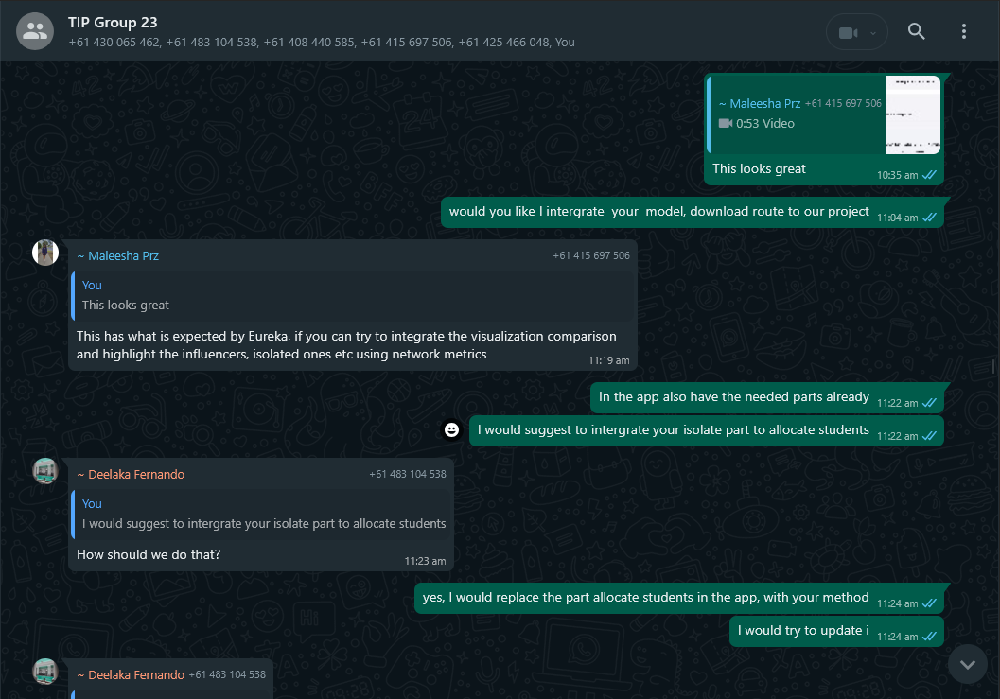 TIP Group 23
+61 430 065 462, +61 483 104 538, +61 408 440 585, +61 415 697 506, +61 425 466 048, You
~ Maleesha Prz +61 415 697 506
0:53 Video
This looks great
10:35 am
would you like I intergrate  your  model, download route to our project
11:04 am
~ Maleesha Prz +61 415 697 506
You
This looks great
This has what is expected by Eureka, if you can try to integrate the visualization comparison
and highlight the influencers, isolated ones etc using network metrics
11:19 am
In the app also have the needed parts already
11:22 am
I would suggest to intergrate your isolate part to allocate students
11:22 am
~ Deelaka Fernando +61 483 104 538
You
I would suggest to intergrate your isolate part to allocate students
How should we do that?
11:23 am
yes, I would replace the part allocate students in the app, with your method
11:24 am
I would try to update i
11:24 am
~ Deelaka Fernando +61 483 104 538